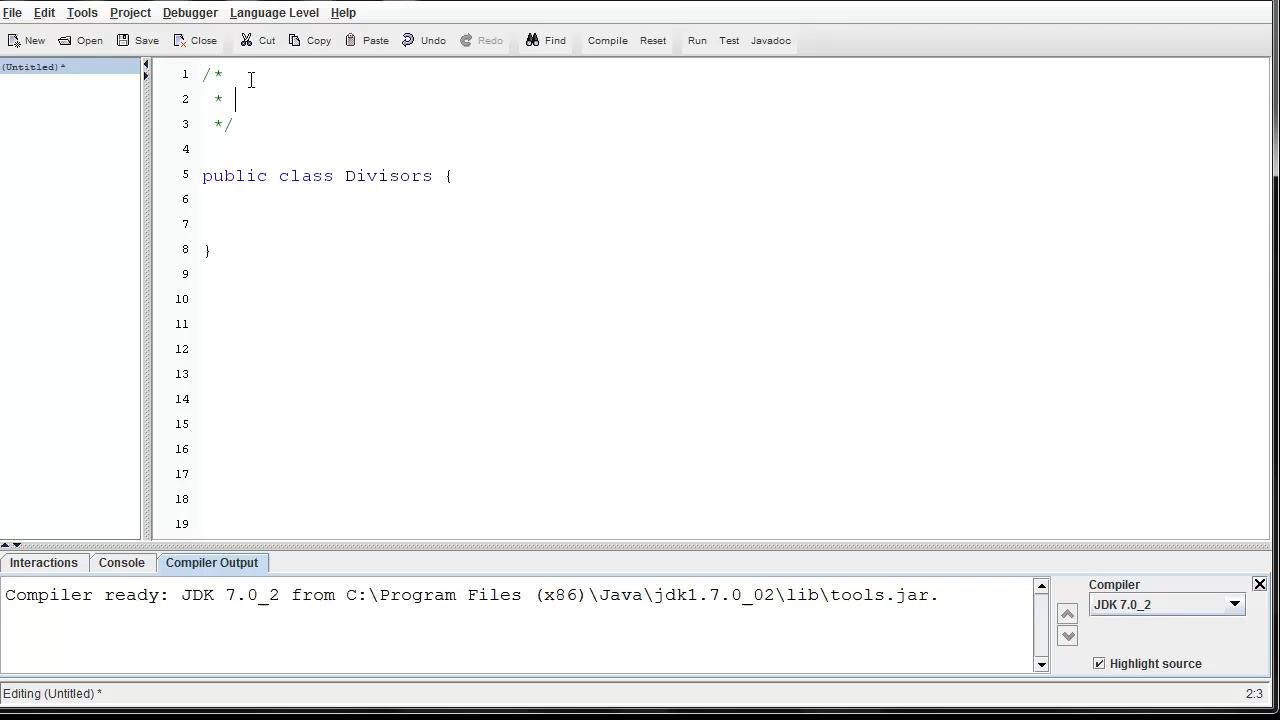 File Edit Tools Project Debugger Language Level Help
New Open Save Close Cut Copy Paste Undo Redo Find Compile Reset Run Test Javadoc
(Untitled)*
1 /*
2  *
3  */
4
5 public class Divisors {
6
7
8 }
9
10
11
12
13
14
15
16
17
18
19
Interactions Console Compiler Output
Compiler ready: JDK 7.0_2 from C:\Program Files (x86)\Java\jdk1.7.0_02\lib\tools.jar.
Compiler
JDK 7.0_2
Highlight source
Editing (Untitled) * 2:3